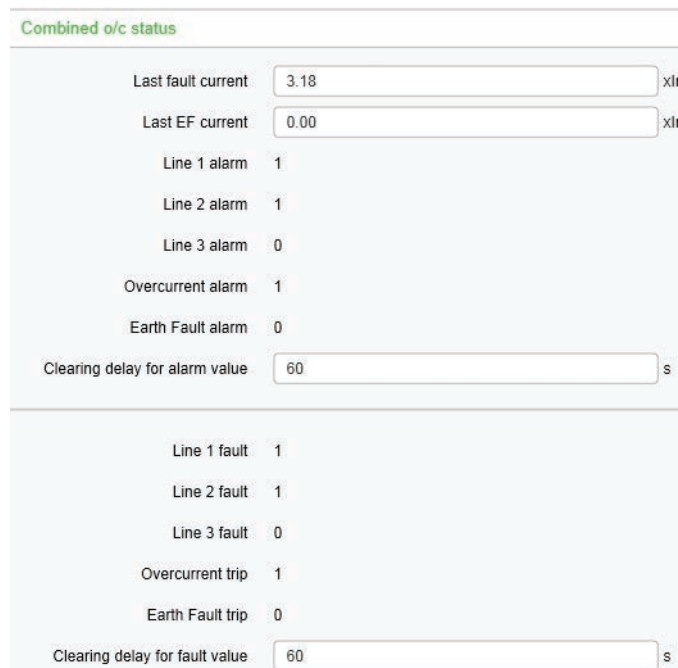 Combined o/c status
Last fault current 3.18
Last EF current 0.00
Line 1 alarm 1
Line 2 alarm 1
Line 3 alarm 0
Overcurrent alarm 1
Earth Fault alarm 0
Clearing delay for alarm value 60 s
Line 1 fault 1
Line 2 fault 1
Line 3 fault 0
Overcurrent trip 1
Earth Fault trip 0
Clearing delay for fault value 60 s